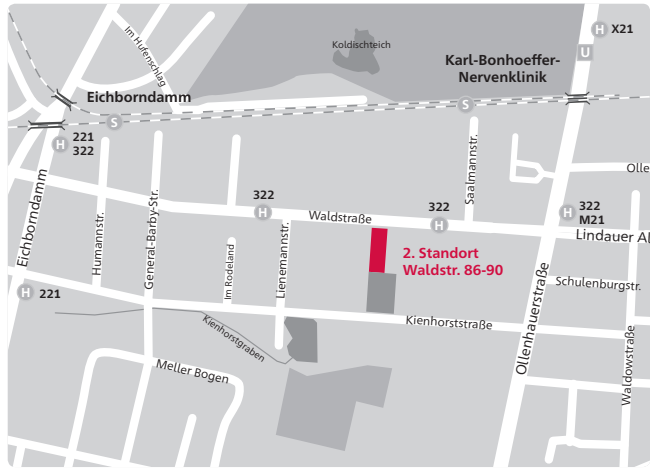 H X21
Im Hufenschlag
Koldischteich
U
Karl-Bonhoeffer-
Nervenklinik
Eichborndamm
S
S
H 221
322
Saalmannstr.
Olle
322
H
Waldstraße
322
H
H 322
M21
Lindauer Al
Eichborndamm
Humannstr.
General-Barby-Str.
Im Rodeland
Lienemannstr.
2. Standort
Waldstr. 86-90
Ollenhauerstraße
Schulenburgstr.
H 221
Kienhorststraße
Kienhorstgraben
Waldowstraße
Meller Bogen